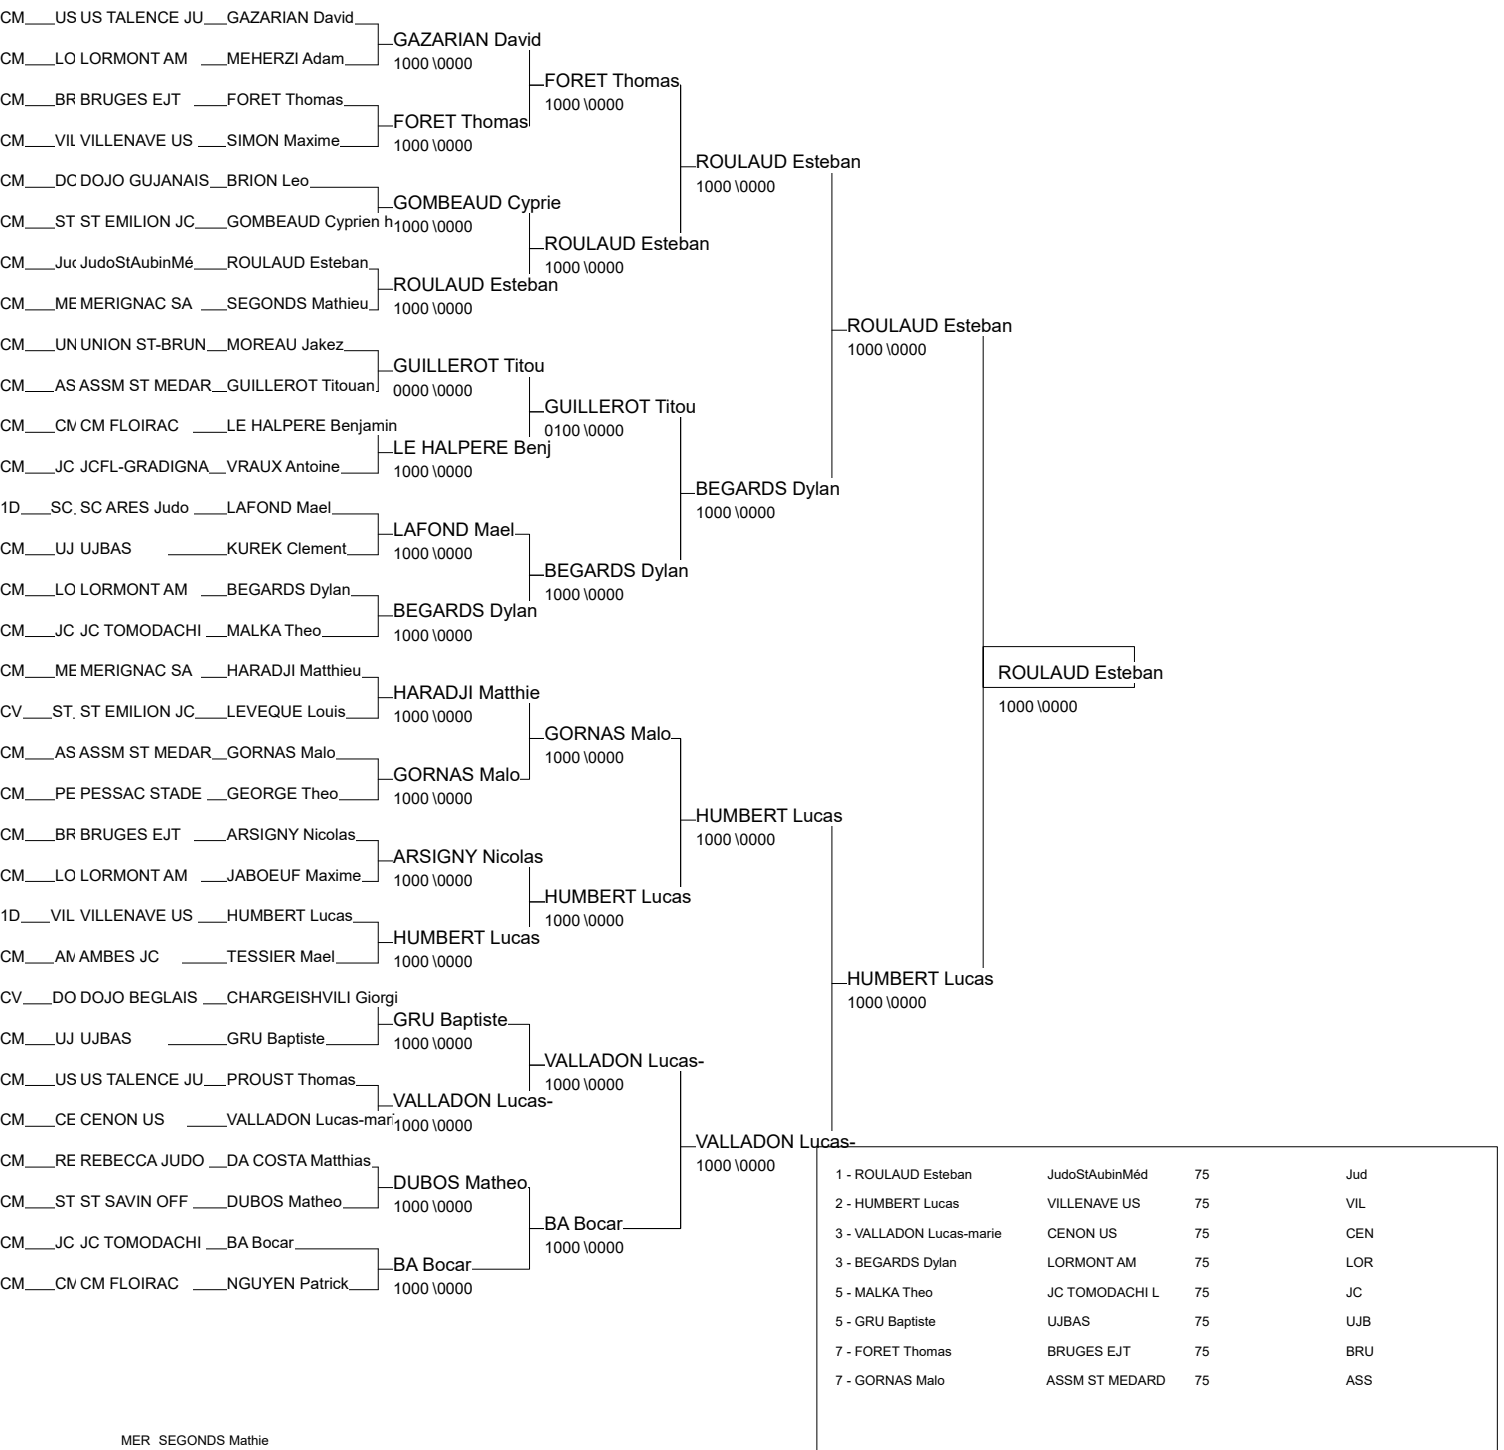 CM US US TALENCE JU GAZARIAN David
GAZARIAN David
CM LO LORMONT AM MEHERZI Adam
1000 \0000
FORET Thomas
CM BR BRUGES EJT FORET Thomas
1000 \0000
FORET Thomas
CM VIL VILLENAVE US SIMON Maxime
1000 \0000
ROULAUD Esteban
CM DO DOJO GUJANAIS BRION Leo
1000 \0000
GOMBEAUD Cyprie
CM ST ST EMILION JC GOMBEAUD Cyprien h
1000 \0000
ROULAUD Esteban
CM Jud JudoStAubinMé ROULAUD Esteban
1000 \0000
ROULAUD Esteban
CM ME MERIGNAC SA SEGONDS Mathieu
1000 \0000
ROULAUD Esteban
CM UN UNION ST-BRUN MOREAU Jakez
1000 \0000
GUILLEROT Titou
CM AS ASSM ST MEDAR GUILLEROT Titouan
0000 \0000
GUILLEROT Titou
CM CM CM FLOIRAC LE HALPERE Benjamin
0100 \0000
LE HALPERE Benj
CM JC JCFL-GRADIGNA VRAUX Antoine
1000 \0000
BEGARDS Dylan
1D SC SC ARES Judo LAFOND Mael
1000 \0000
LAFOND Mael
CM UJ UJBAS KUREK Clement
1000 \0000
BEGARDS Dylan
CM LO LORMONT AM BEGARDS Dylan
1000 \0000
BEGARDS Dylan
CM JC JC TOMODACHI MALKA Theo
1000 \0000
CM ME MERIGNAC SA HARADJI Matthieu
ROULAUD Esteban
HARADJI Matthie
1000 \0000
CV ST ST EMILION JC LEVEQUE Louis
1000 \0000
GORNAS Malo
CM AS ASSM ST MEDAR GORNAS Malo
1000 \0000
GORNAS Malo
CM PE PESSAC STADE GEORGE Theo
1000 \0000
HUMBERT Lucas
CM BR BRUGES EJT ARSIGNY Nicolas
1000 \0000
ARSIGNY Nicolas
CM LO LORMONT AM JABOEUF Maxime
1000 \0000
HUMBERT Lucas
1D VIL VILLENAVE US HUMBERT Lucas
1000 \0000
HUMBERT Lucas
CM AM AMBES JC TESSIER Mael
1000 \0000
HUMBERT Lucas
CV DO DOJO BEGLAIS CHARGEISHVILI Giorgi
1000 \0000
GRU Baptiste
CM UJ UJBAS GRU Baptiste
1000 \0000
VALLADON Lucas-
CM US US TALENCE JU PROUST Thomas
1000 \0000
VALLADON Lucas-
CM CE CENON US VALLADON Lucas-mari
1000 \0000
VALLADON Lucas-
CM RE REBECCA JUDO DA COSTA Matthias
1000 \0000
DUBOS Matheo
CM ST ST SAVIN OFF DUBOS Matheo
1000 \0000
BA Bocar
CM JC JC TOMODACHI BA Bocar
1000 \0000
BA Bocar
CM CM CM FLOIRAC NGUYEN Patrick
1000 \0000
1 - ROULAUD Esteban JudoStAubinMéd 75 Jud
2 - HUMBERT Lucas VILLENAVE US 75 VIL
3 - VALLADON Lucas-marie CENON US 75 CEN
3 - BEGARDS Dylan LORMONT AM 75 LOR
5 - MALKA Theo JC TOMODACHI L 75 JC
5 - GRU Baptiste UJBAS 75 UJB
7 - FORET Thomas BRUGES EJT 75 BRU
7 - GORNAS Malo ASSM ST MEDARD 75 ASS
MER SEGONDS Mathie